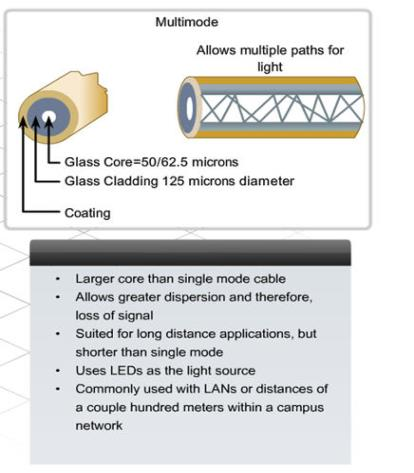 Multimode
Allows multiple paths for
light
Glass Core=50/62.5 microns
Glass Cladding 125 microns diameter
Coating
• Larger core than single mode cable
• Allows greater dispersion and therefore,
loss of signal
• Suited for long distance applications, but
shorter than single mode
• Uses LEDs as the light source
• Commonly used with LANs or distances of
a couple hundred meters within a campus
network